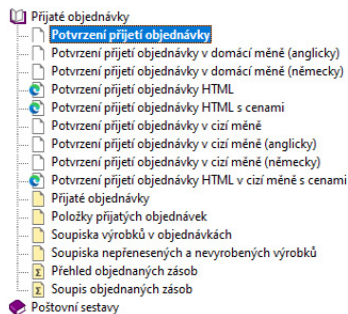 Přijaté objednávky
Potvrzení přijetí objednávky
Potvrzení přijetí objednávky v domácí měně (anglicky)
Potvrzení přijetí objednávky v domácí měně (německy)
Potvrzení přijetí objednávky HTML
Potvrzení přijetí objednávky HTML s cenami
Potvrzení přijetí objednávky v cizí měně
Potvrzení přijetí objednávky v cizí měně (anglicky)
Potvrzení přijetí objednávky v cizí měně (německy)
Potvrzení přijetí objednávky HTML v cizí měně s cenami
Přijaté objednávky
Položky přijatých objednávek
Soupiska výrobků v objednávkách
Soupiska nepřenesených a nevyrobených výrobků
Přehled objednaných zásob
Soupis objednaných zásob
Poštovní sestavy